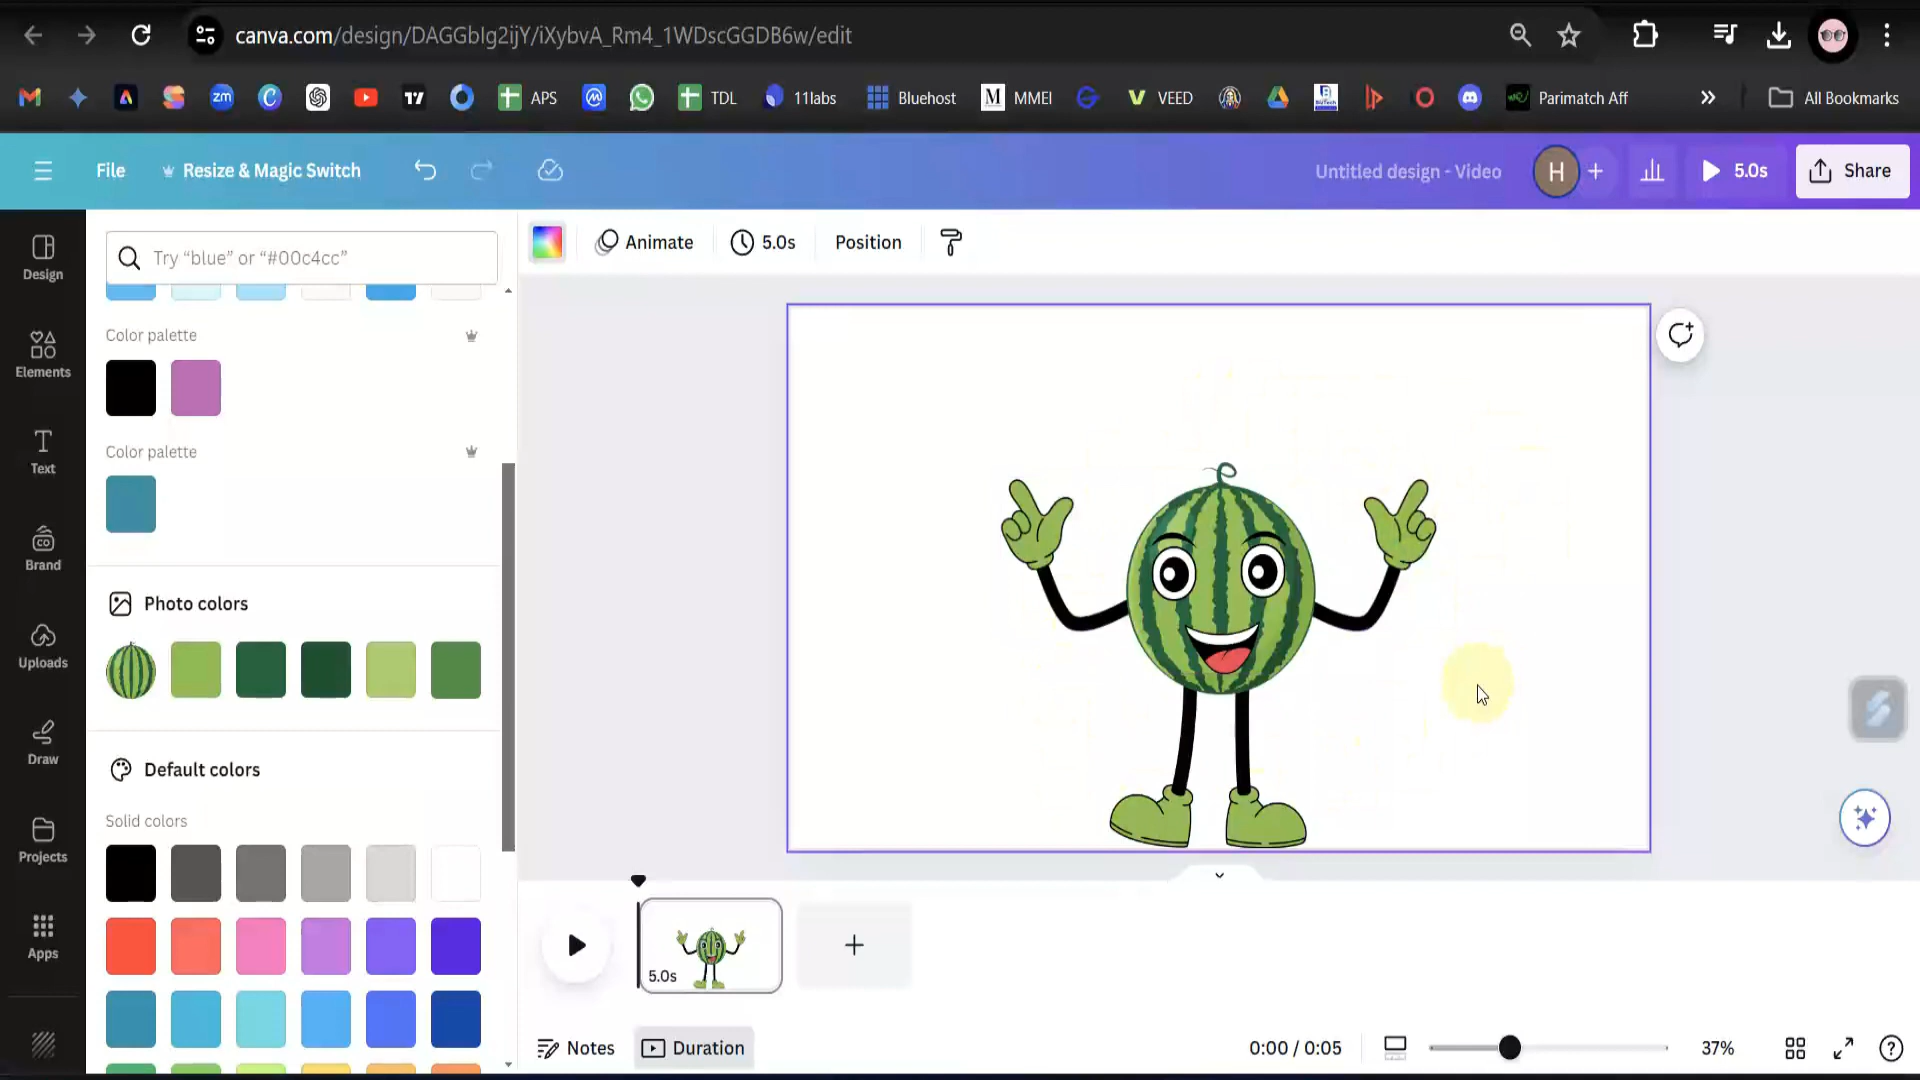 canva.com/design/DAGGbIg2ijY/iXybvA_Rm4_1WDscGGDB6w/edit
zm
APS
TDL
11labs
Bluehost
M MMEI
VEED
Parimatch Aff
All Bookmarks
File
Resize & Magic Switch
Untitled design - Video
H
5.0s
Share
Try “blue” or “#00c4cc”
Animate
5.0s
Position
Design
Elements
Text
Brand
Uploads
Draw
Projects
Apps
Color palette
Color palette
Photo colors
Default colors
Solid colors
5.0s
Notes
Duration
0:00 / 0:05
37%